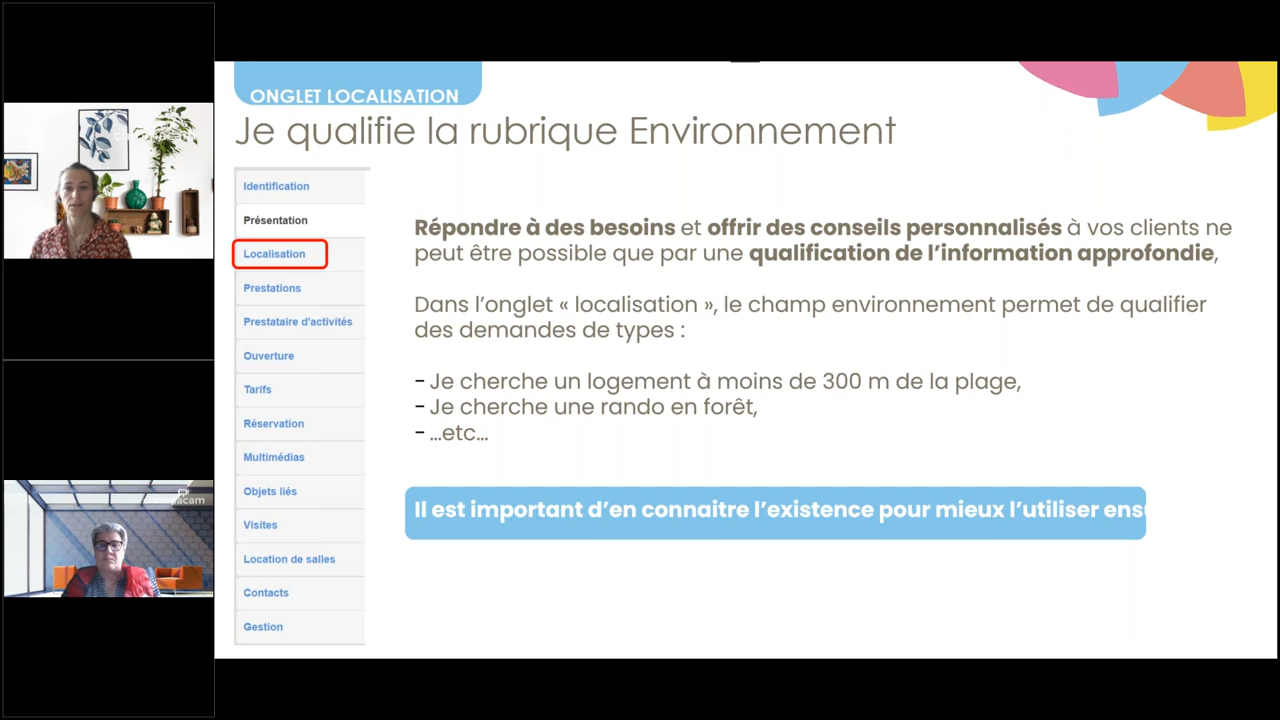 ONGLET LOCALISATION
Je qualifie la rubrique Environnement
Identification
Présentation
Localisation
Prestations
Prestataire d'activités
Ouverture
Tarifs
Réservation
Multimédias
Objets liés
Visites
Location de salles
Contacts
Gestion
Répondre à des besoins et offrir des conseils personnalisés à vos clients ne
peut être possible que par une qualification de l’information approfondie,
Dans l’onglet « localisation », le champ environnement permet de qualifier
des demandes de types :
- Je cherche un logement à moins de 300 m de la plage,
- Je cherche une rando en forêt,
- …etc…
Il est important d’en connaitre l’existence pour mieux l’utiliser